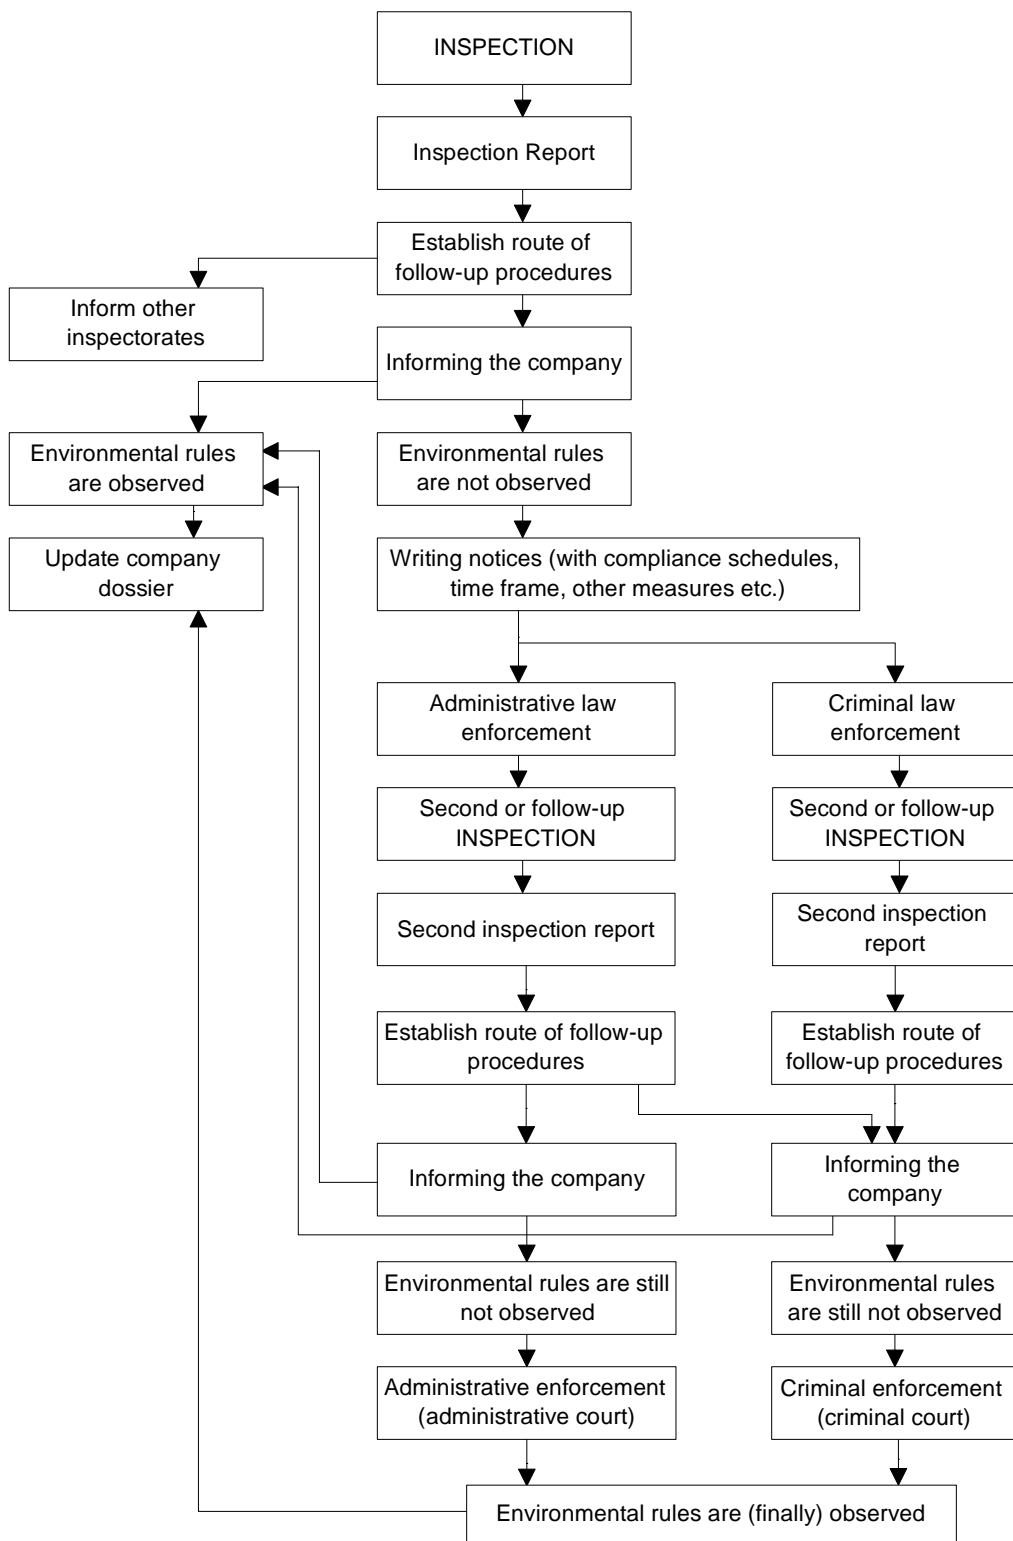 INSPECTION
Inspection Report
Establish route of
follow-up procedures
Inform other
inspectorates
Informing the company
Environmental rules
are observed
Environmental rules
are not observed
Update company
dossier
Writing notices (with compliance schedules,
time frame, other measures etc.)
Administrative law
enforcement
Criminal law
enforcement
Second or follow-up
INSPECTION
Second or follow-up
INSPECTION
Second inspection report
Second inspection
report
Establish route of follow-up
procedures
Establish route of
follow-up procedures
Informing the company
Informing the
company
Environmental rules are still
not observed
Environmental rules
are still not observed
Administrative enforcement
(administrative court)
Criminal enforcement
(criminal court)
Environmental rules are (finally) observed